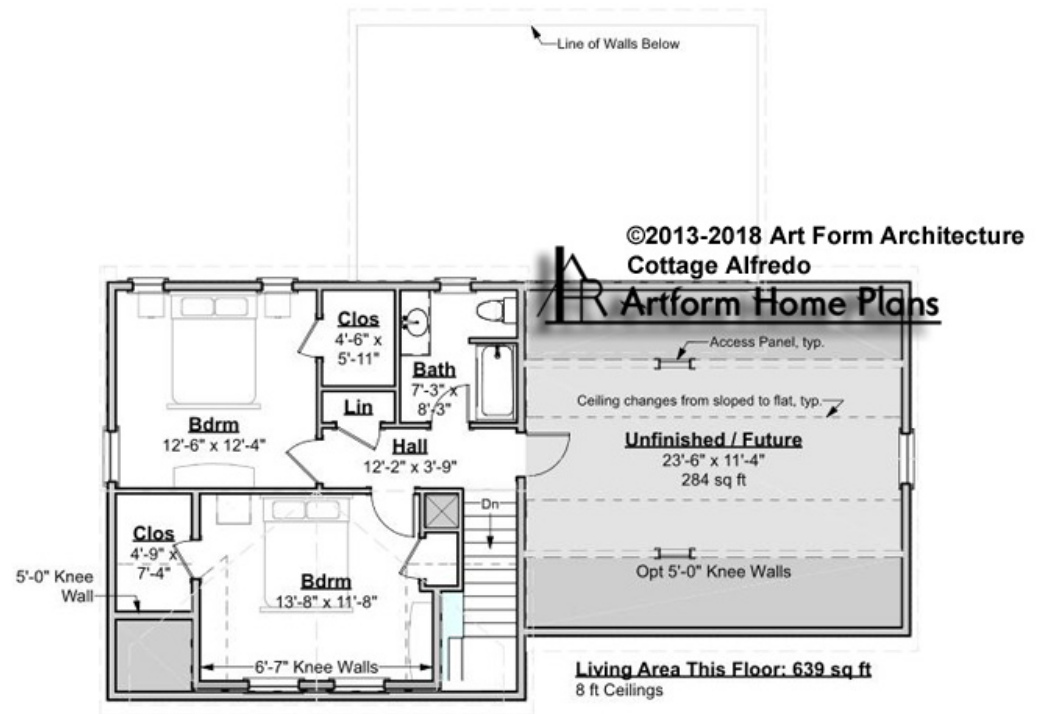 Line of Walls Below
©2013-2018 Art Form Architecture
Cottage Alfredo
AR Artform Home Plans
Access Panel, typ.
Clos
4'-6" x
5'-11"
Bath
7'-3" x
8'-3"
Lin
Ceiling changes from sloped to flat, typ.
Bdrm
12'-6" x 12'-4"
Hall
12'-2" x 3'-9"
Unfinished / Future
23'-6" x 11'-4"
284 sq ft
Dn
Clos
4'-9" x
7'-4"
5'-0" Knee
Wall
Bdrm
13'-8" x 11'-8"
Opt 5'-0" Knee Walls
6'-7" Knee Walls
Living Area This Floor: 639 sq ft
8 ft Ceilings